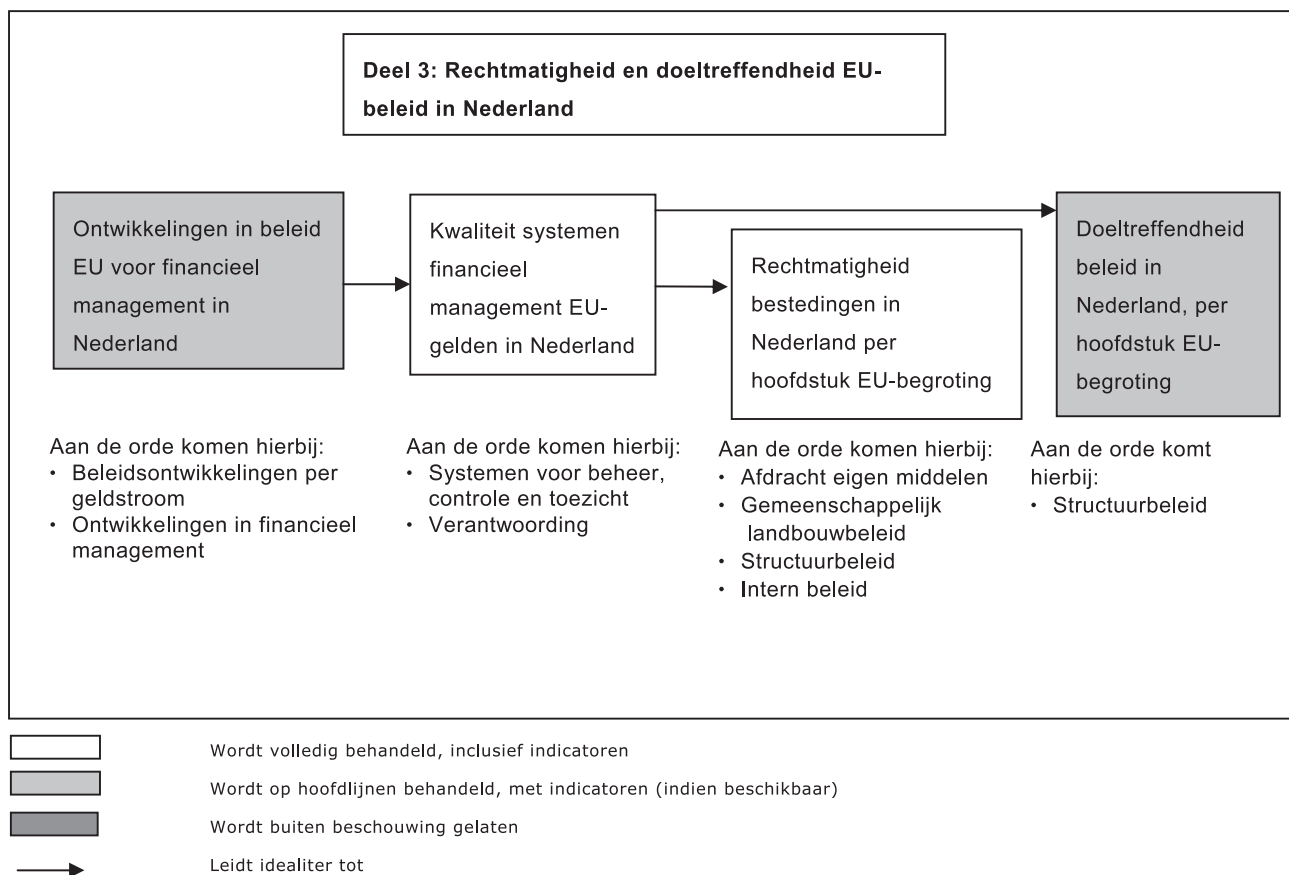 Deel 3: Rechtmatigheid en doeltreffendheid EU-
beleid in Nederland
Ontwikkelingen in beleid
EU voor financieel
management in
Nederland
Kwaliteit systemen
financieel
management EU-
gelden in Nederland
Rechtmatigheid
bestedingen in
Nederland per
hoofdstuk EU-begroting
Doeltreffendheid
beleid in
Nederland, per
hoofdstuk EU-
begroting
Aan de orde komen hierbij:
• Beleidsontwikkelingen per
geldstroom
• Ontwikkelingen in financieel
management
Aan de orde komen hierbij:
• Systemen voor beheer,
controle en toezicht
• Verantwoording
Aan de orde komen hierbij:
• Afdracht eigen middelen
• Gemeenschappelijk
landbouwbeleid
• Structuurbeleid
• Intern beleid
Aan de orde komt
hierbij:
• Structuurbeleid
Wordt volledig behandeld, inclusief indicatoren
Wordt op hoofdlijnen behandeld, met indicatoren (indien beschikbaar)
Wordt buiten beschouwing gelaten
Leidt idealiter tot